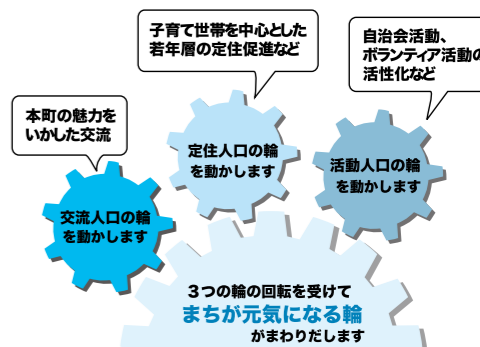 子育て世帯を中心とした
若年層の定住促進など
自治会活動、
ボランティア活動の
活性化など
本町の魅力を
いかした交流
定住人口の輪
を動かします
活動人口の輪
を動かします
交流人口の輪
を動かします
3つの輪の回転を受けて
まちが元気になる輪
がまわりだします